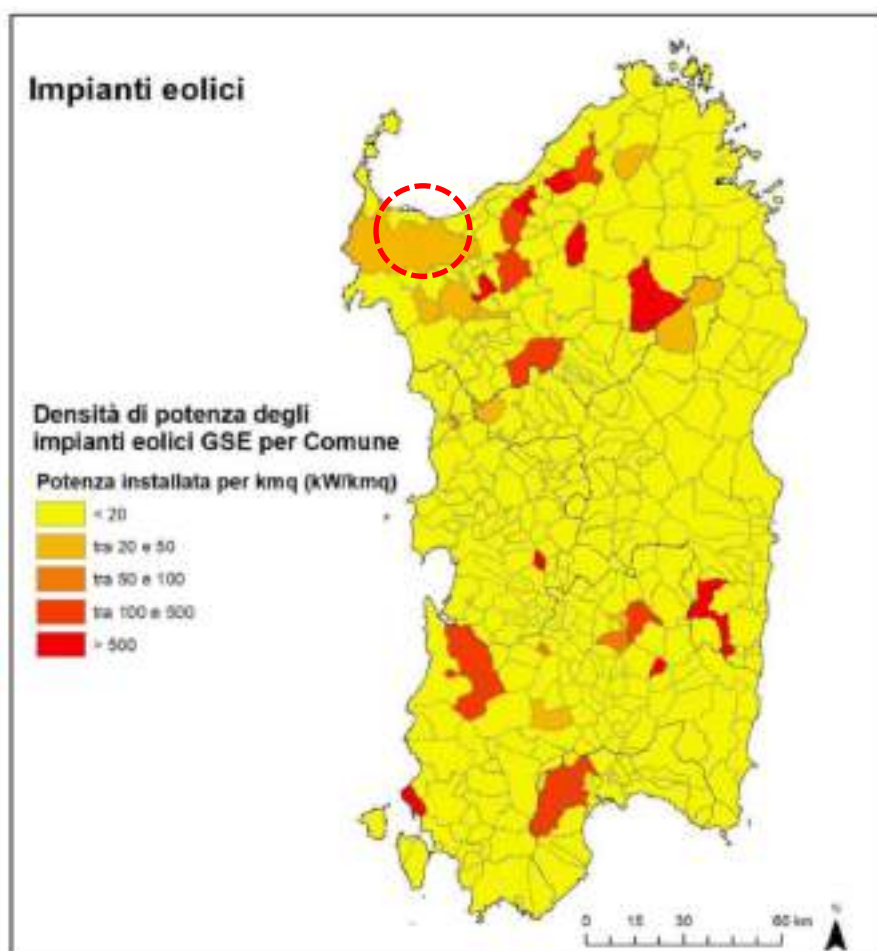 Impianti eolici
Densità di potenza degli
impianti eolici GSE per Comune
Potenza installata per kmq (kW/kmq)
< 20
tra 20 e 50
tra 50 e 100
tra 100 e 500
> 500
N
0 15 30 60 km